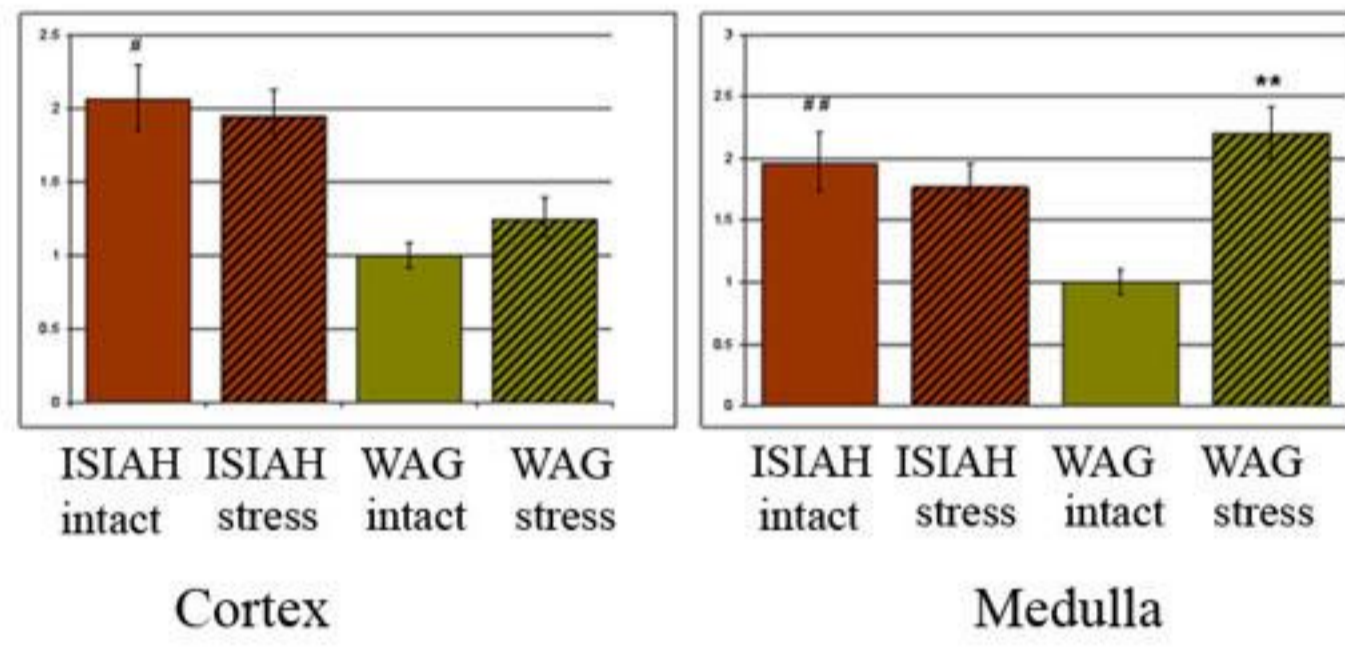 2.5
#
2
1.5
1
0.5
0
ISIAH ISIAH WAG WAG
intact stress intact stress
Cortex
3
**
2.5
##
2
1.5
1
0.5
0
ISIAH ISIAH WAG WAG
intact stress intact stress
Medulla